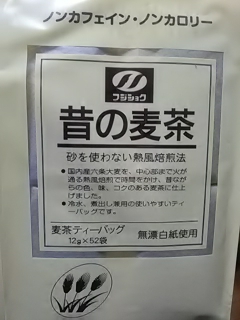 ノンカフェイン・ノンカロリー
フジショク
昔の麦茶
砂を使わない熱風焙煎法
●国内産六条大麦を、中心部まで火が
通る熱風焙煎で時間をかけ、昔なが
らの色、味、コクのある麦茶に仕上
げました。
●冷水、煮出し兼用の使いやすいティ
ーバッグです。
麦茶ティーバッグ
12g×52袋
無漂白紙使用